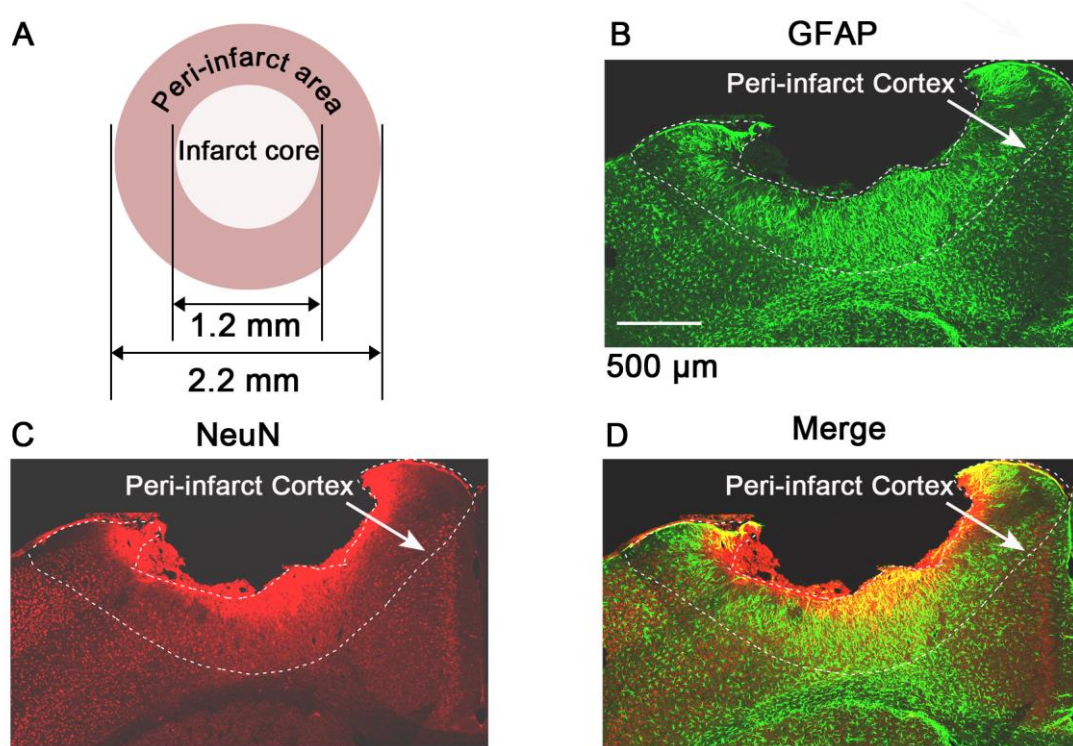 A
Peri-infarct area
Infarct core
1.2 mm
2.2 mm
B
GFAP
Peri-infarct Cortex
500 µm
C
NeuN
Peri-infarct Cortex
D
Merge
Peri-infarct Cortex